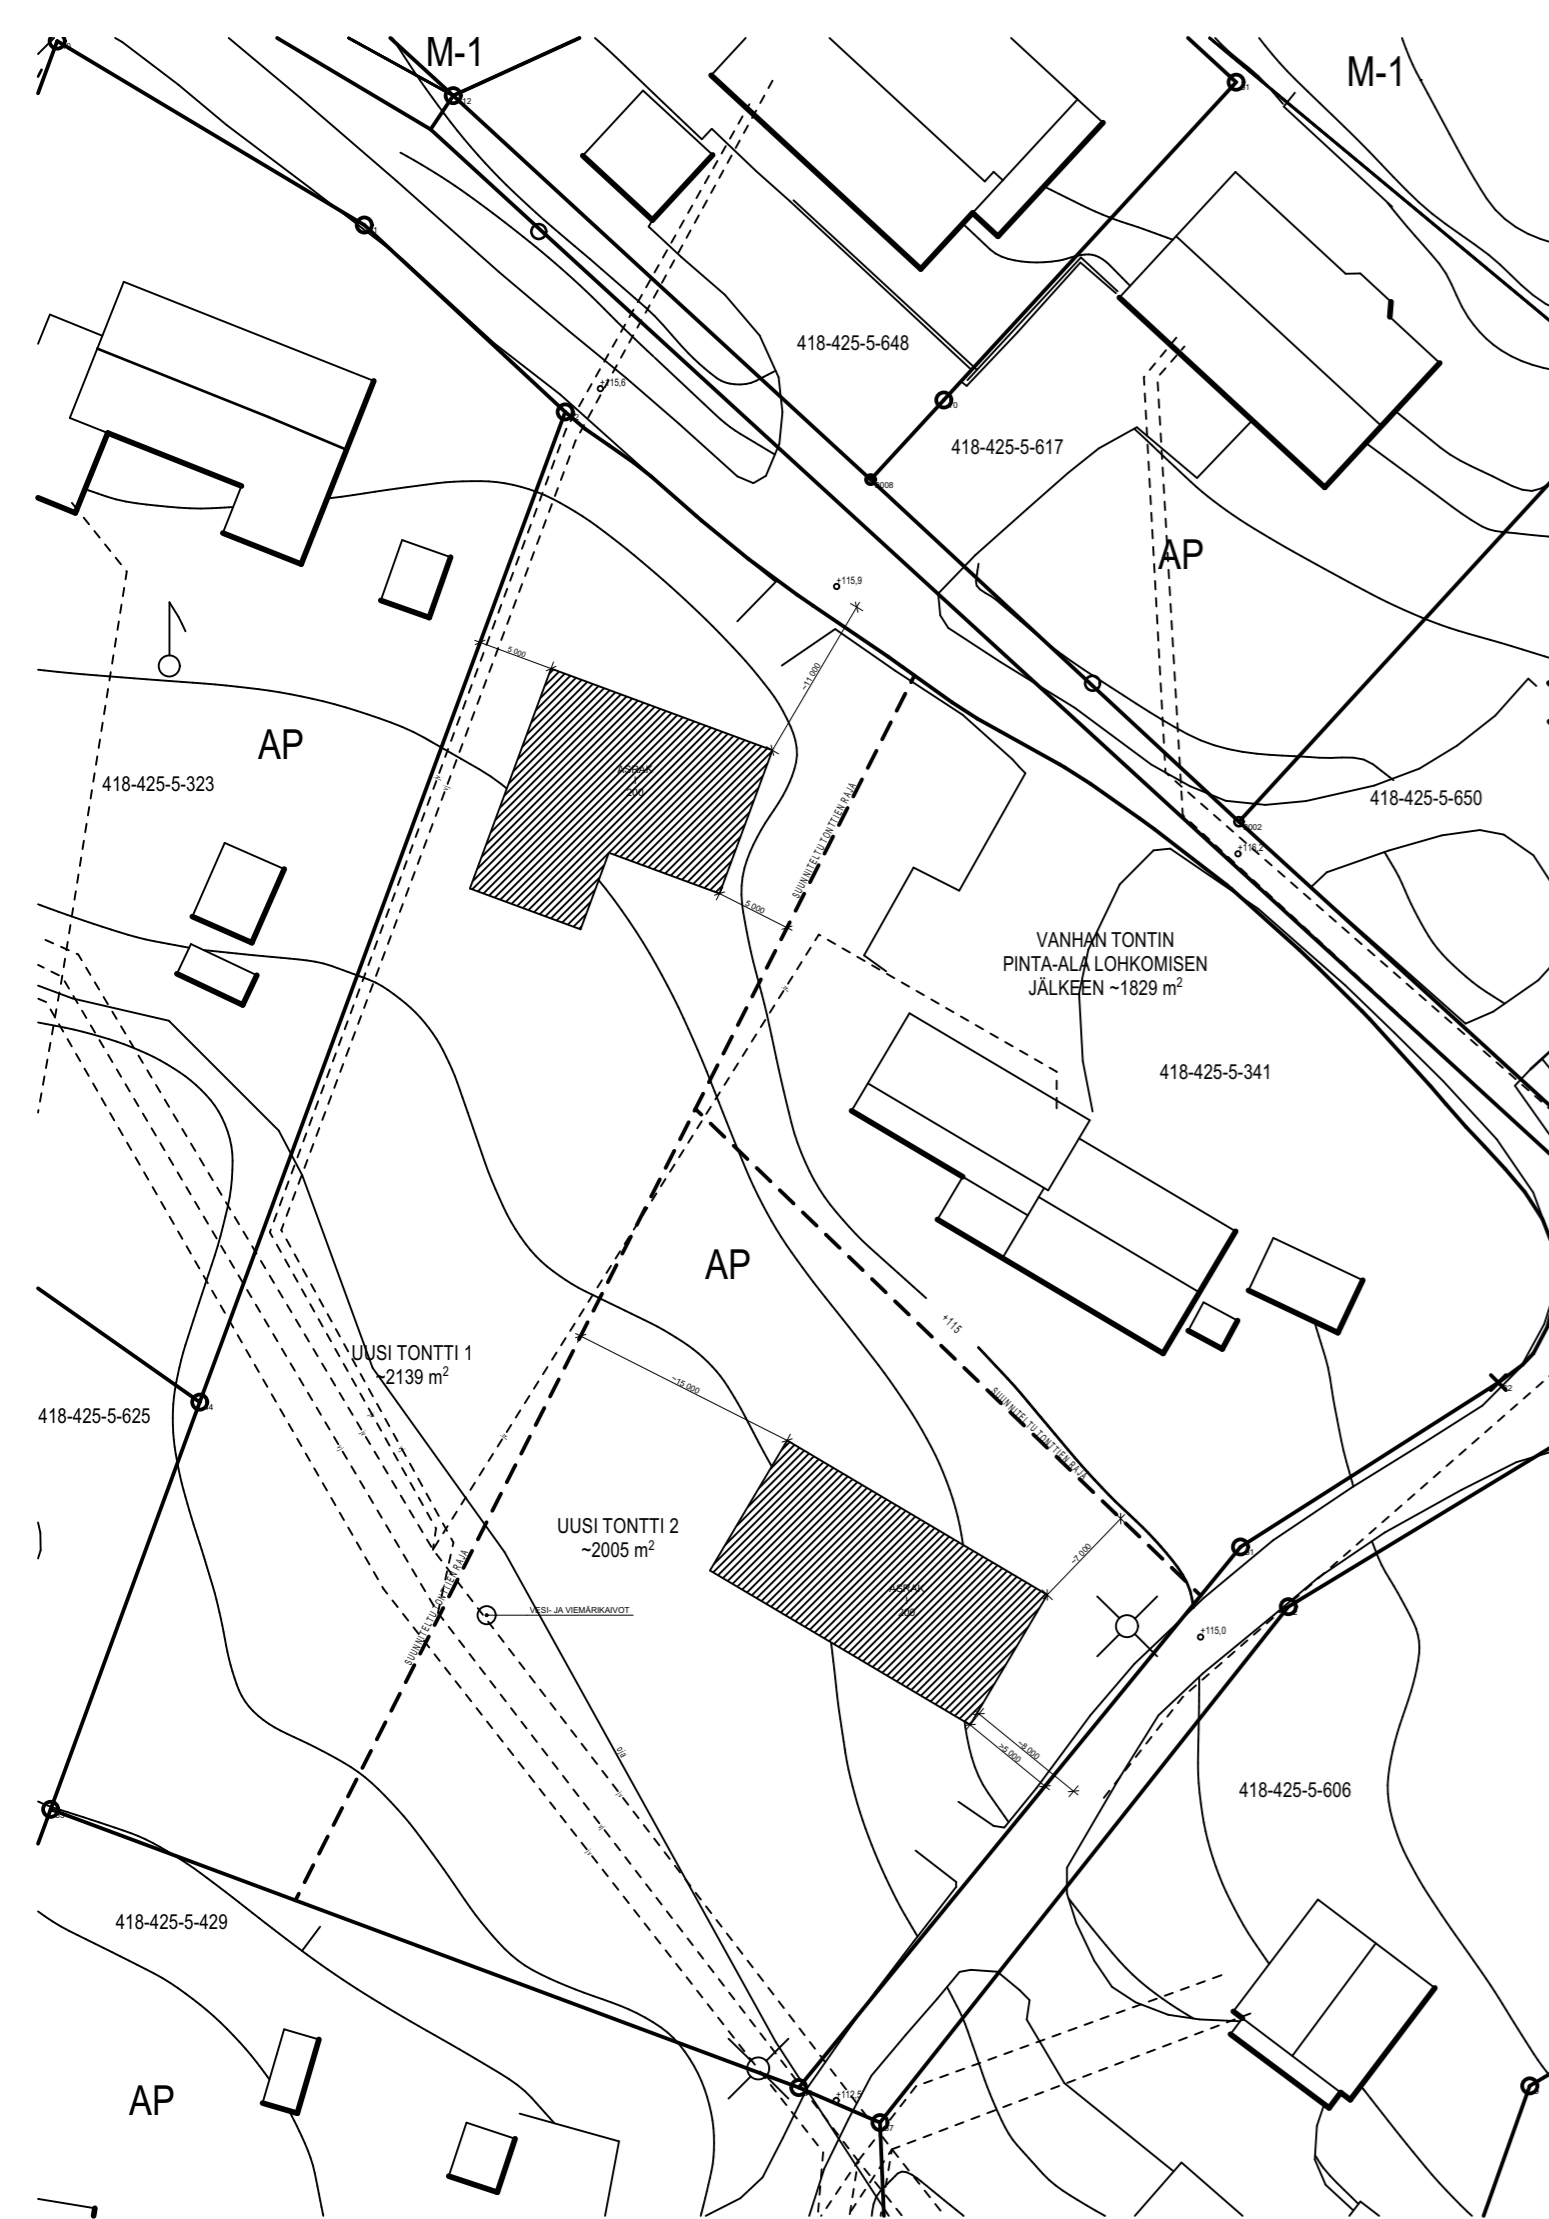 M-1
M-1
12
+115,6
418-425-5-648
418-425-5-617
AP
+115,9
5.000
~11.000
AP
418-425-5-323
ASRAK
I
200
SUUNNITELTU TONTTIEN RAJA
418-425-5-650
+116,2
5.000
VANHAN TONTIN
PINTA-ALA LOHKOMISEN
JÄLKEEN ~1829 m²
418-425-5-341
AP
+115
UUSI TONTTI 1
~2139 m²
~15.000
SUUNNITELTU TONTTIEN RAJA
418-425-5-625
UUSI TONTTI 2
~2005 m²
~7.000
ASRAK
I
200
SUUNNITELTU TONTTIEN RAJA
VESI- JA VIEMÄRIKAIVOT
+115,0
oja
≥5.000
~8.000
418-425-5-606
418-425-5-429
AP
+112,5